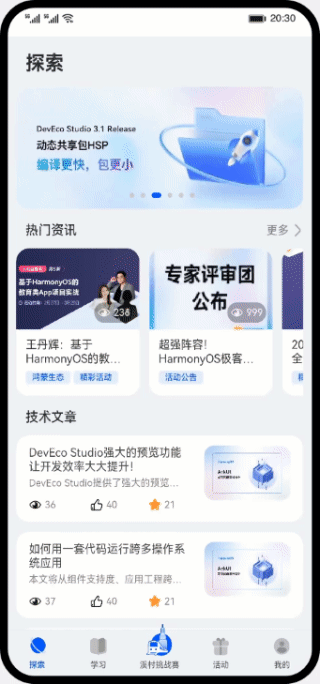 20:30
探索
DevEco Studio 3.1 Release
动态共享包HSP
编译更快，包更小
热门资讯
更多
基于HarmonyOS的
教育类App项目实战
238
专家评审团
公布
999
王丹辉：基于
HarmonyOS的教…
鸿蒙生态
精彩活动
超强阵容！
HarmonyOS极客…
活动公告
20
全
技术文章
DevEco Studio强大的预览功能
让开发效率大大提升！
DevEco Studio提供了强大的预览…
36
40
21
如何用一套代码运行跨多操作系
统应用
本文将从组件支持度、应用工程跨…
37
40
21
探索
学习
溪村挑战赛
活动
我的